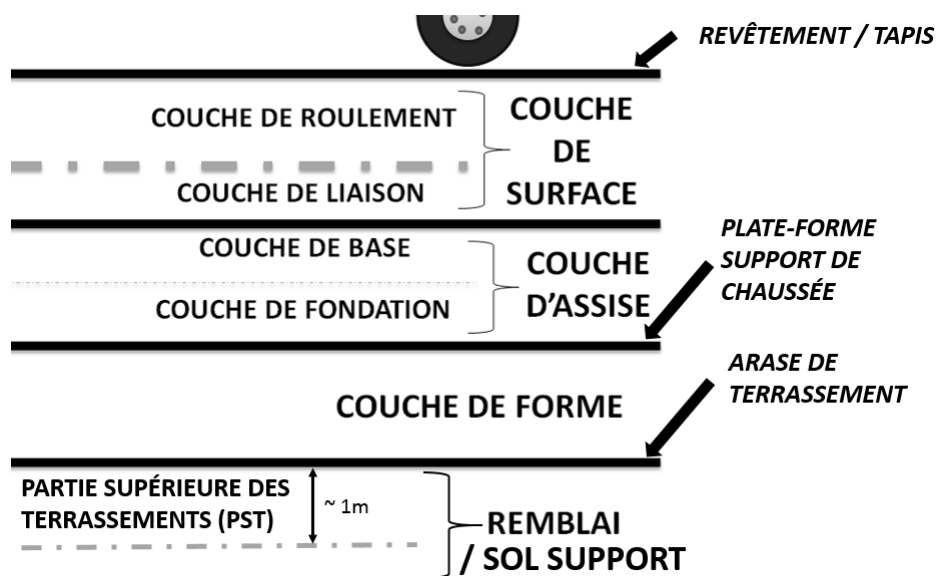 REVÊTEMENT / TAPIS
COUCHE DE ROULEMENT
COUCHE DE LIAISON
COUCHE
DE
SURFACE
COUCHE DE BASE
COUCHE DE FONDATION
COUCHE
D’ASSISE
PLATE-FORME
SUPPORT DE
CHAUSSÉE
COUCHE DE FORME
ARASE DE
TERRASSEMENT
PARTIE SUPÉRIEURE DES
TERRASSEMENTS (PST)
~ 1m
REMBLAI
/ SOL SUPPORT